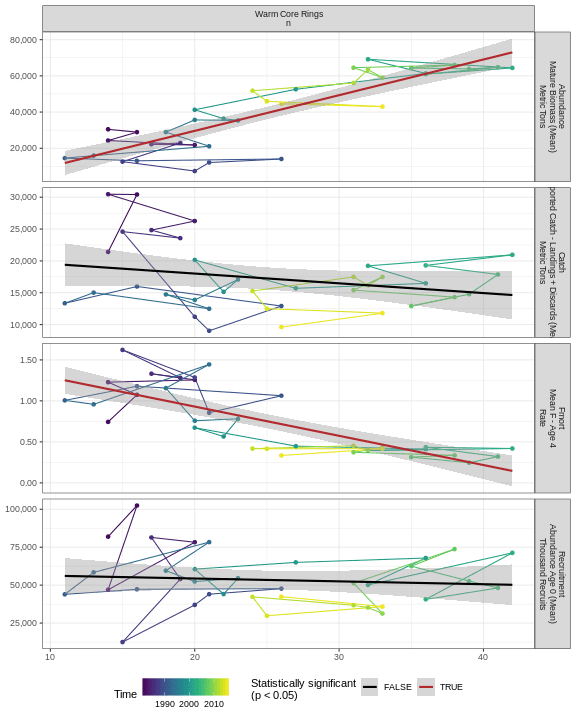 Warm Core Rings
n
80,000
60,000
40,000
20,000
Abundance
Mature Biomass (Mean)
Metric Tons
30,000
25,000
20,000
15,000
10,000
Catch
Catch - Landings + Discards
Metric Tons
1.50
1.00
0.50
0.00
Fmort
Mean F - Age 4
Rate
100,000
75,000
50,000
25,000
Recruitment
Abundance Age 0 (Mean)
Thousand Recruits
10 20 30 40
Time
1990 2000 2010
Statistically significant
(p < 0.05)
FALSE TRUE